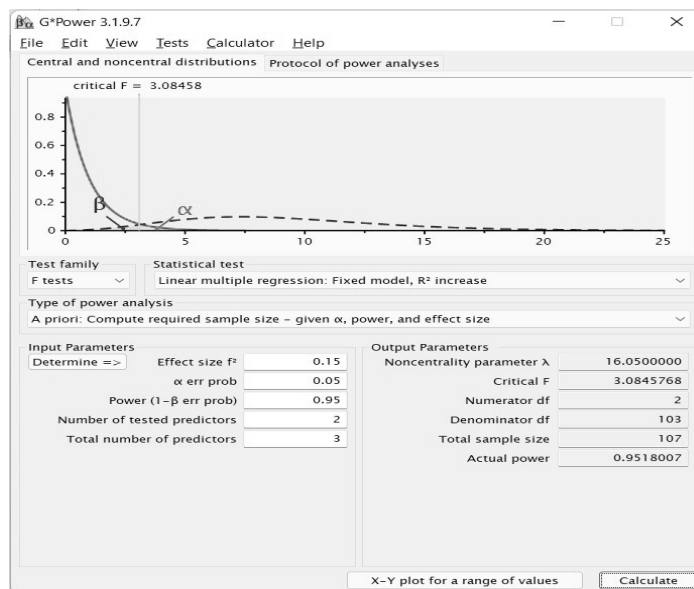 G*Power 3.1.9.7
File Edit View Tests Calculator Help
Central and noncentral distributions Protocol of power analyses
critical F = 3.08458
0.8
0.6
0.4
0.2
0
β α
0 5 10 15 20 25
Test family Statistical test
F tests Linear multiple regression: Fixed model, R² increase
Type of power analysis
A priori: Compute required sample size – given α, power, and effect size
Input Parameters Output Parameters
Determine => Effect size f² 0.15 Noncentrality parameter λ 16.0500000
α err prob 0.05 Critical F 3.0845768
Power (1-β err prob) 0.95 Numerator df 2
Number of tested predictors 2 Denominator df 103
Total number of predictors 3 Total sample size 107
Actual power 0.9518007
X-Y plot for a range of values Calculate